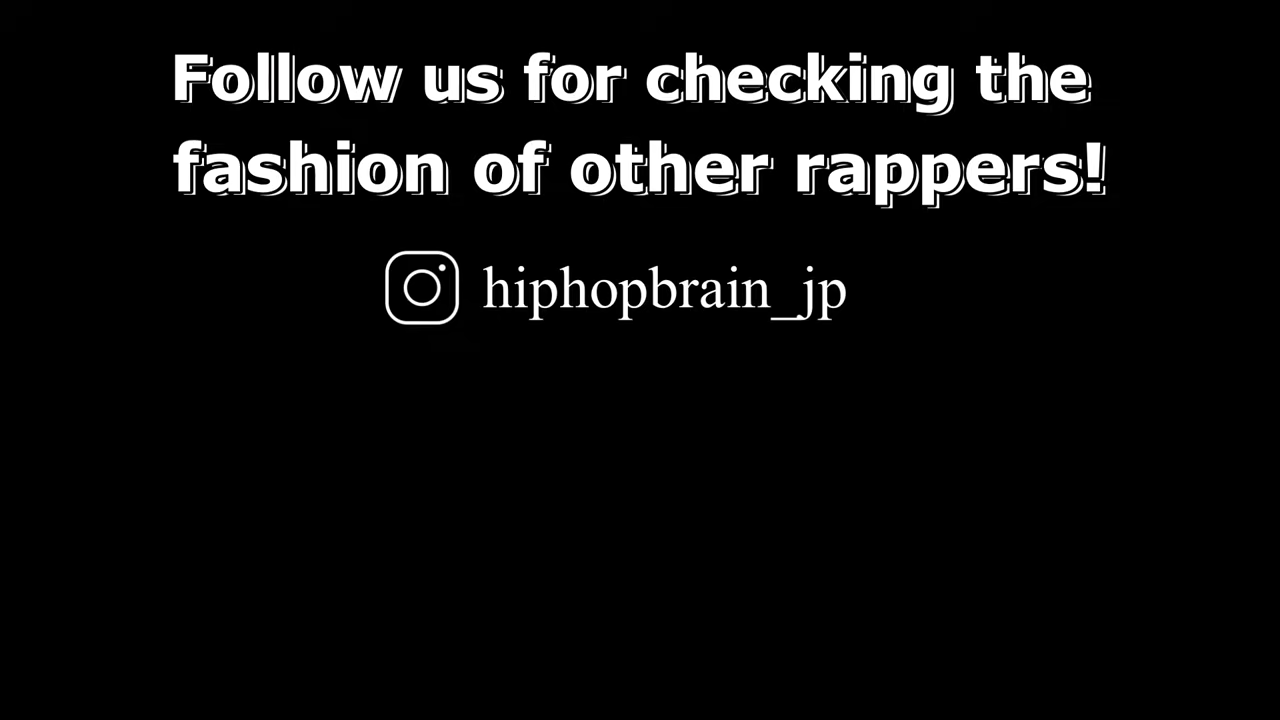 Follow us for checking the
fashion of other rappers!
hiphopbrain_jp